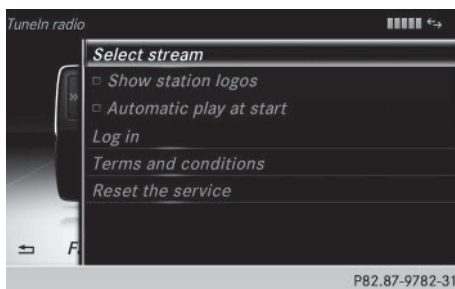 TuneIn radio
Select stream
Show station logos
Automatic play at start
Log in
Terms and conditions
Reset the service
F.
P82.87-9782-31